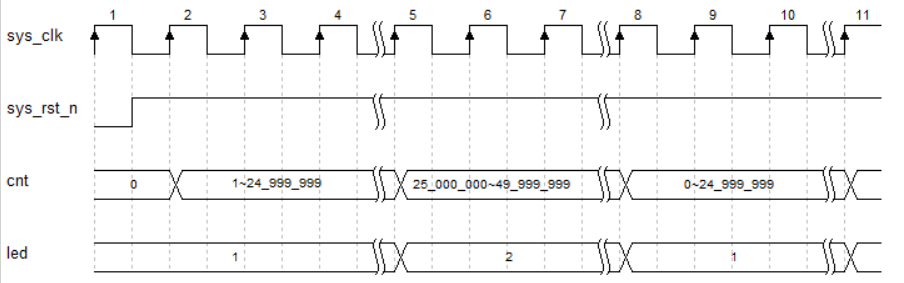 1 2 3 4 5 6 7 8 9 10 11
sys_clk
sys_rst_n
cnt 0 1~24_999_999 25_000_000~49_999_999 0~24_999_999
led 1 2 1